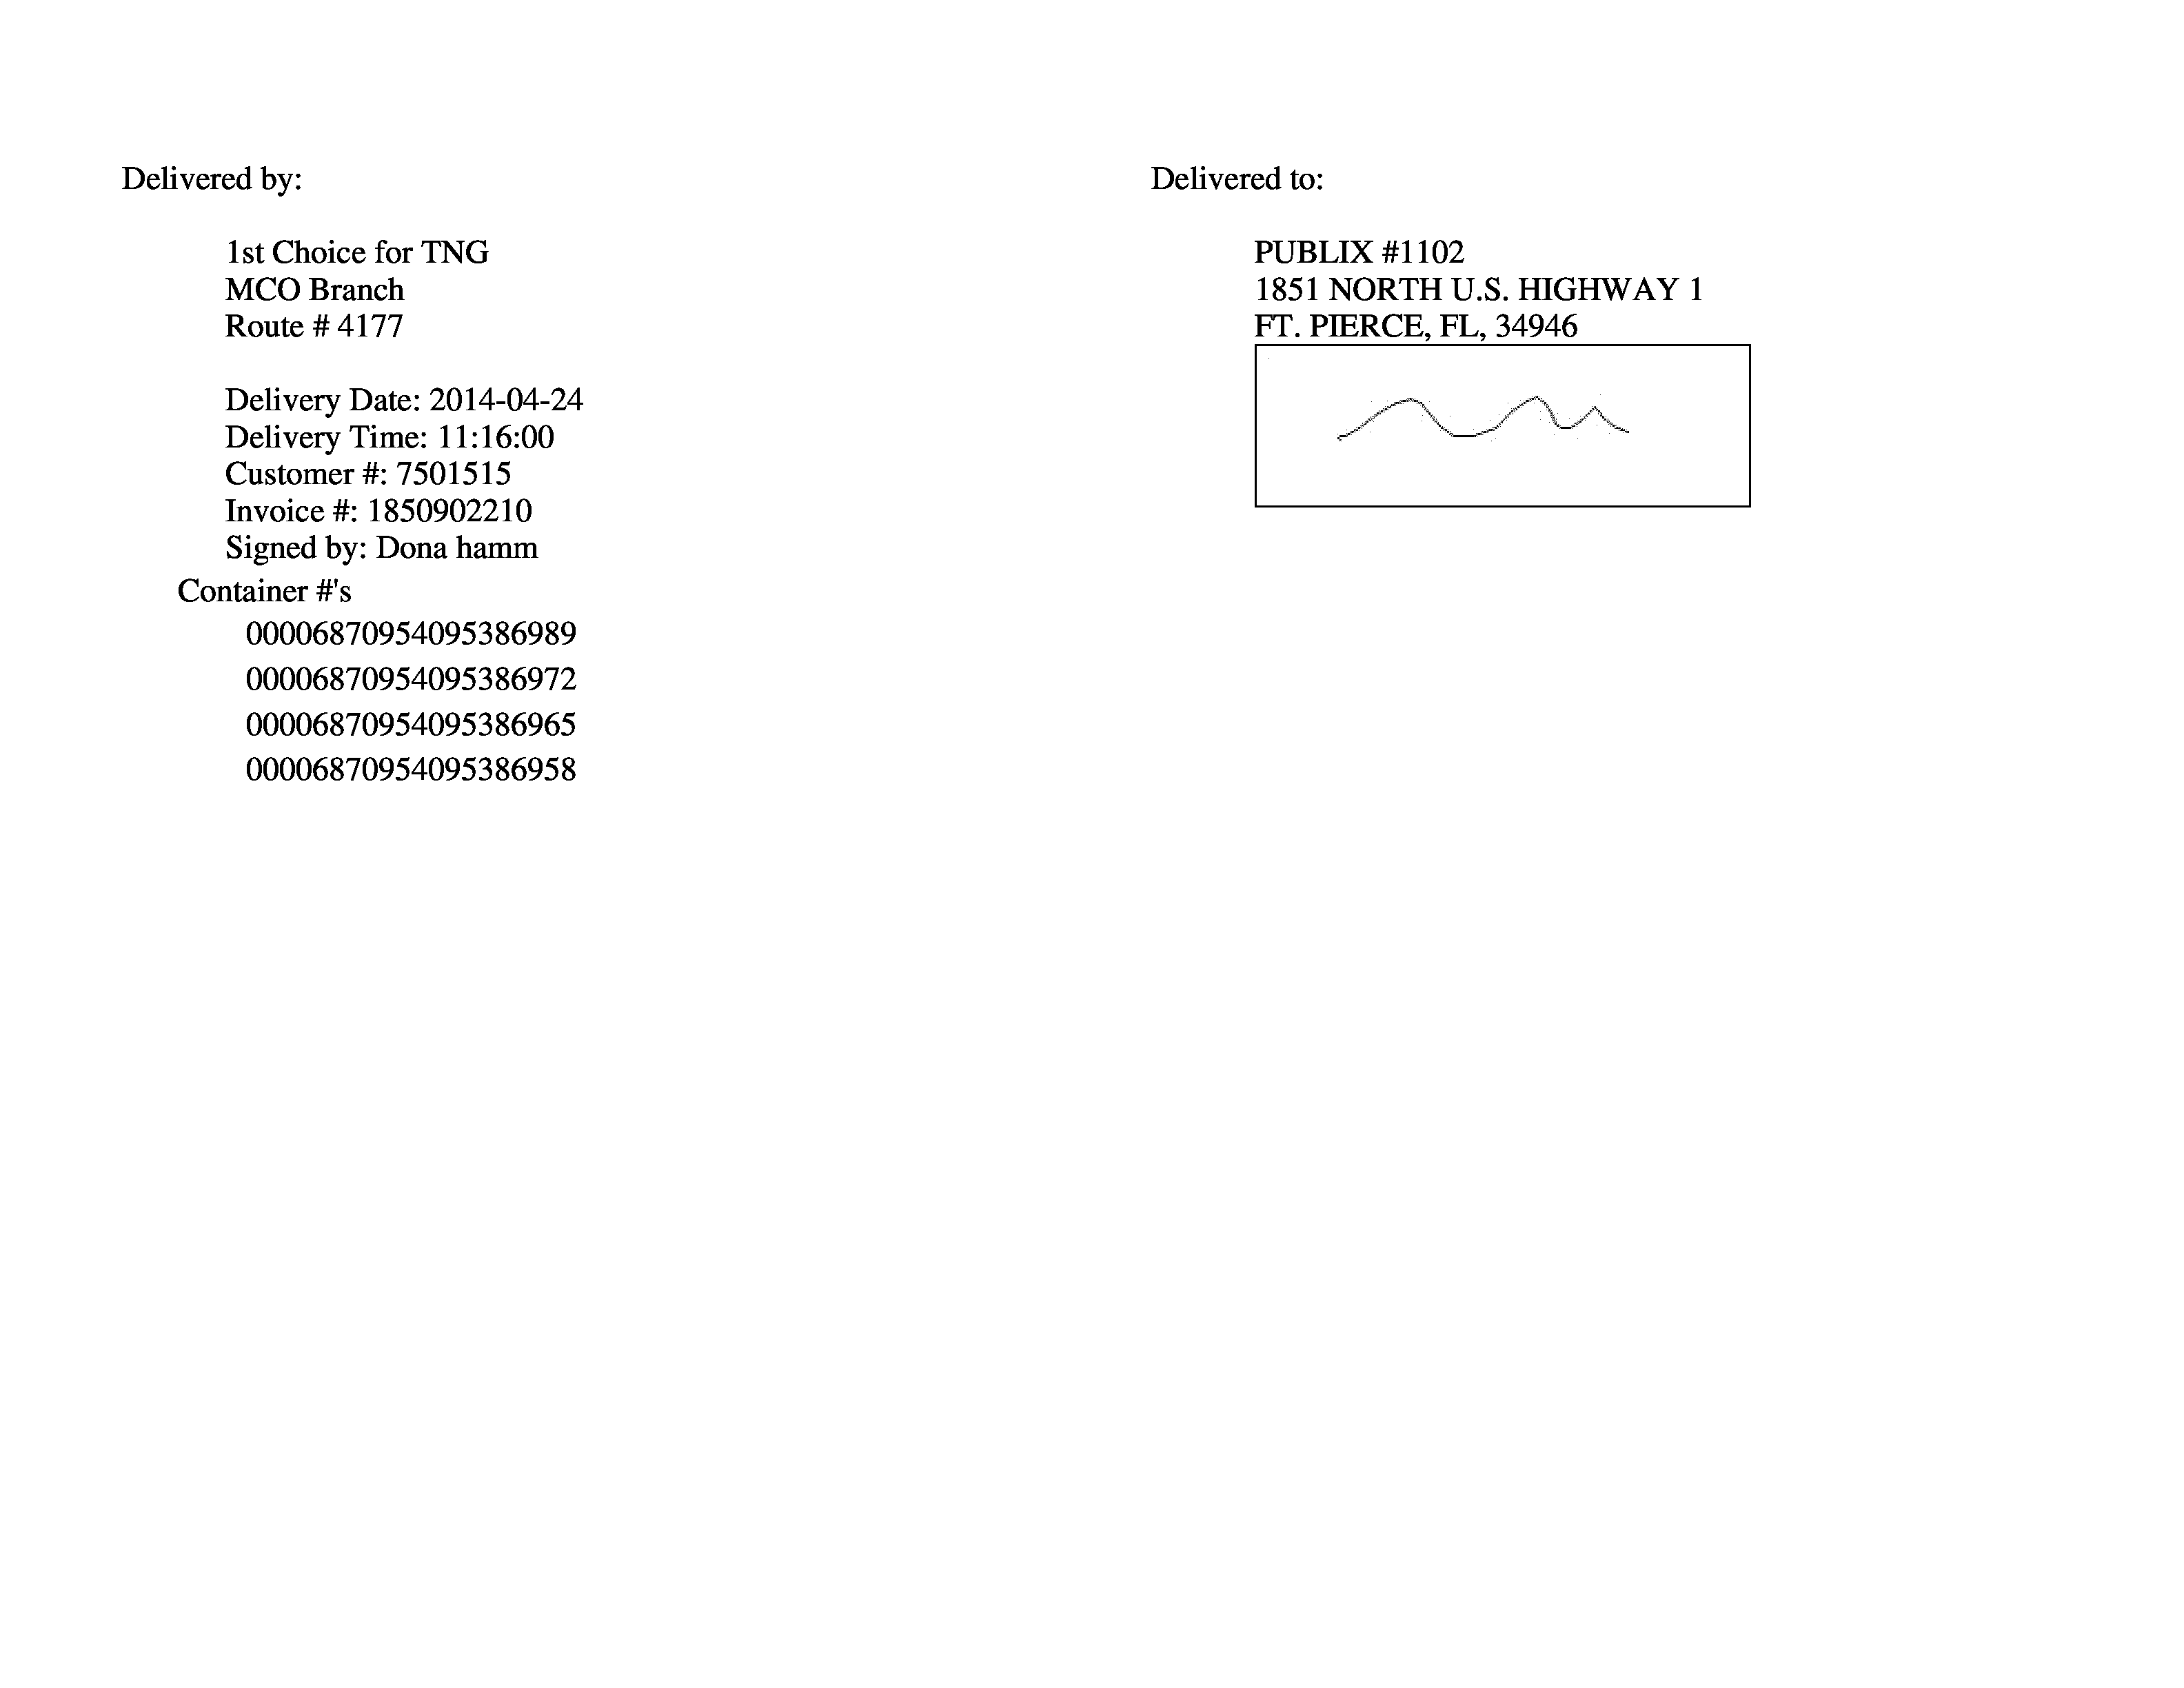 Delivered by:
1st Choice for TNG
MCO Branch
Route # 4177
Delivery Date: 2014-04-24
Delivery Time: 11:16:00
Customer #: 7501515
Invoice #: 1850902210
Signed by: Dona hamm
Container #'s
00006870954095386989
00006870954095386972
00006870954095386965
00006870954095386958
Delivered to:
PUBLIX #1102
1851 NORTH U.S. HIGHWAY 1
FT. PIERCE, FL, 34946